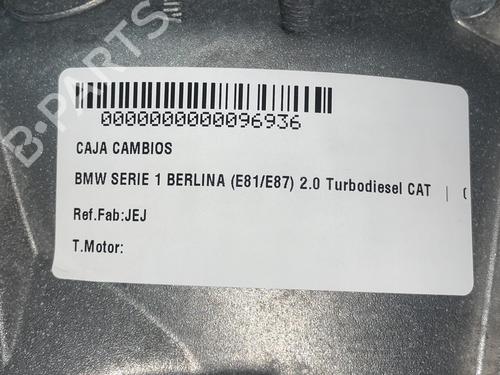 0000000000096936
CAJA CAMBIOS
BMW SERIE 1 BERLINA (E81/E87) 2.0 Turbodiesel CAT |
Ref.Fab:JEJ
T.Motor:
B-PARTS